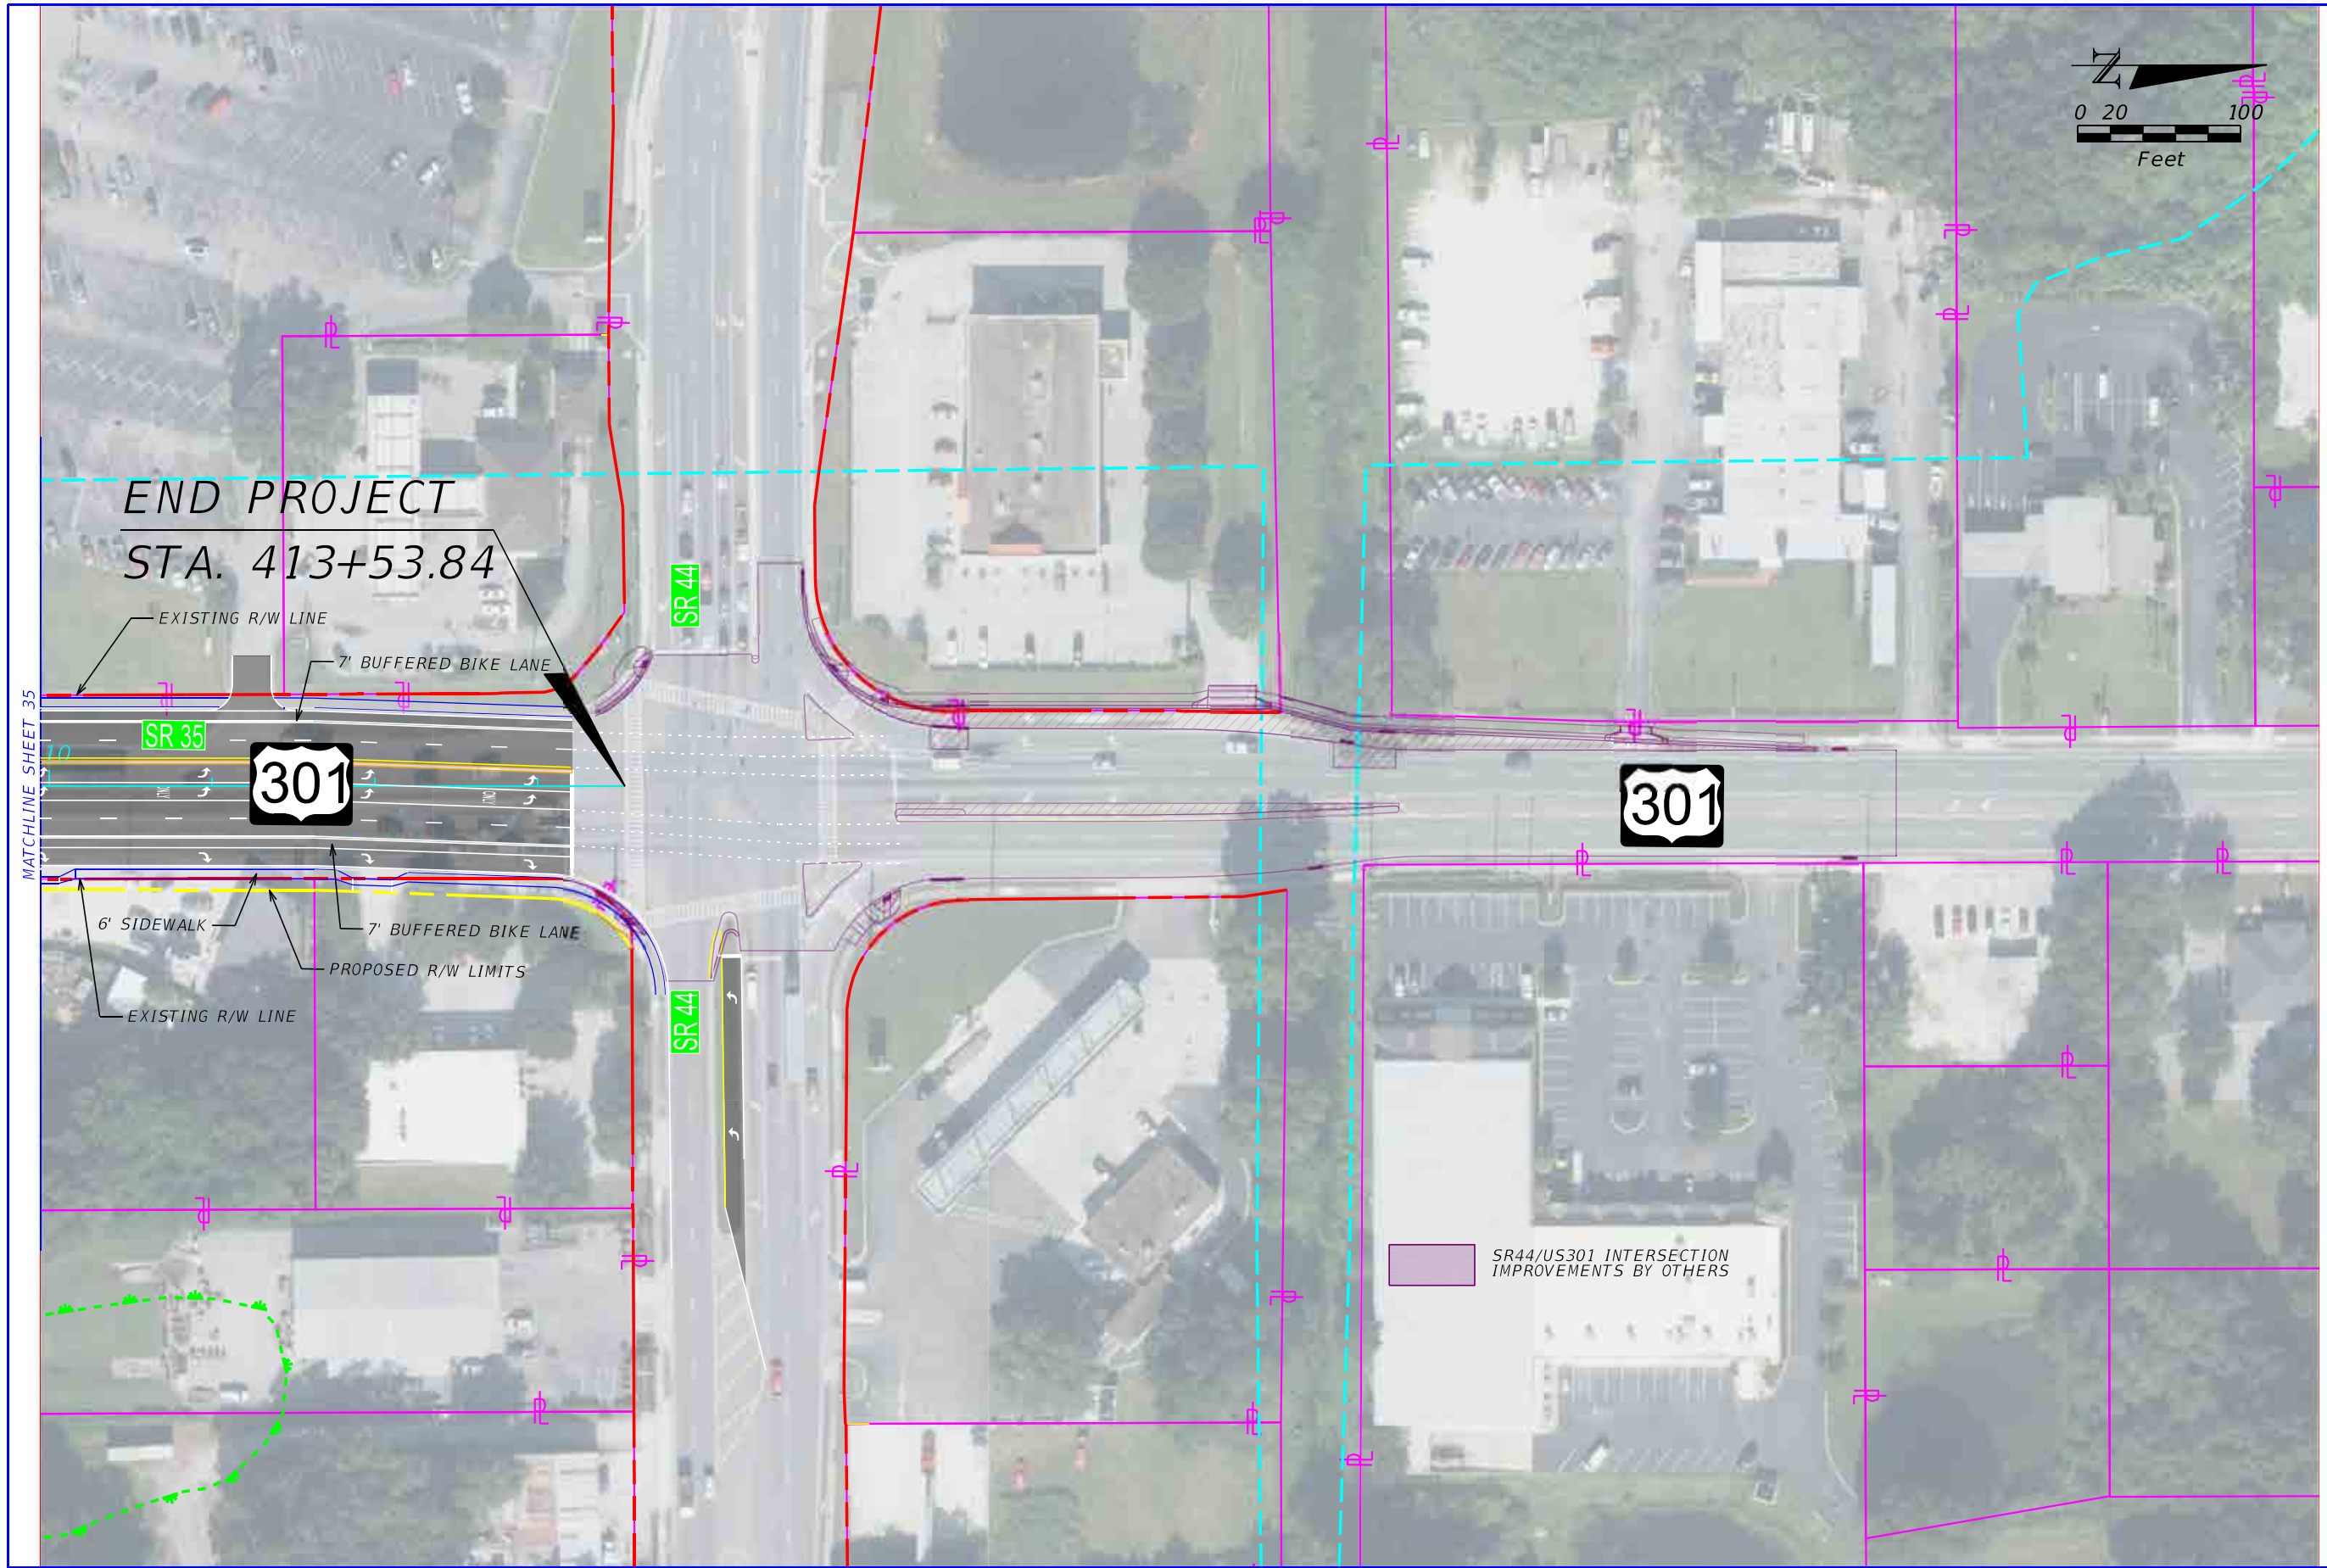 0 20 100
Feet
END PROJECT
STA. 413+53.84
EXISTING R/W LINE
7' BUFFERED BIKE LANE
SR 44
SR 35
10
301
301
MATCHLINE SHEET 35
6' SIDEWALK
7' BUFFERED BIKE LANE
PROPOSED R/W LIMITS
EXISTING R/W LINE
SR 44
SR44/US301 INTERSECTION
IMPROVEMENTS BY OTHERS